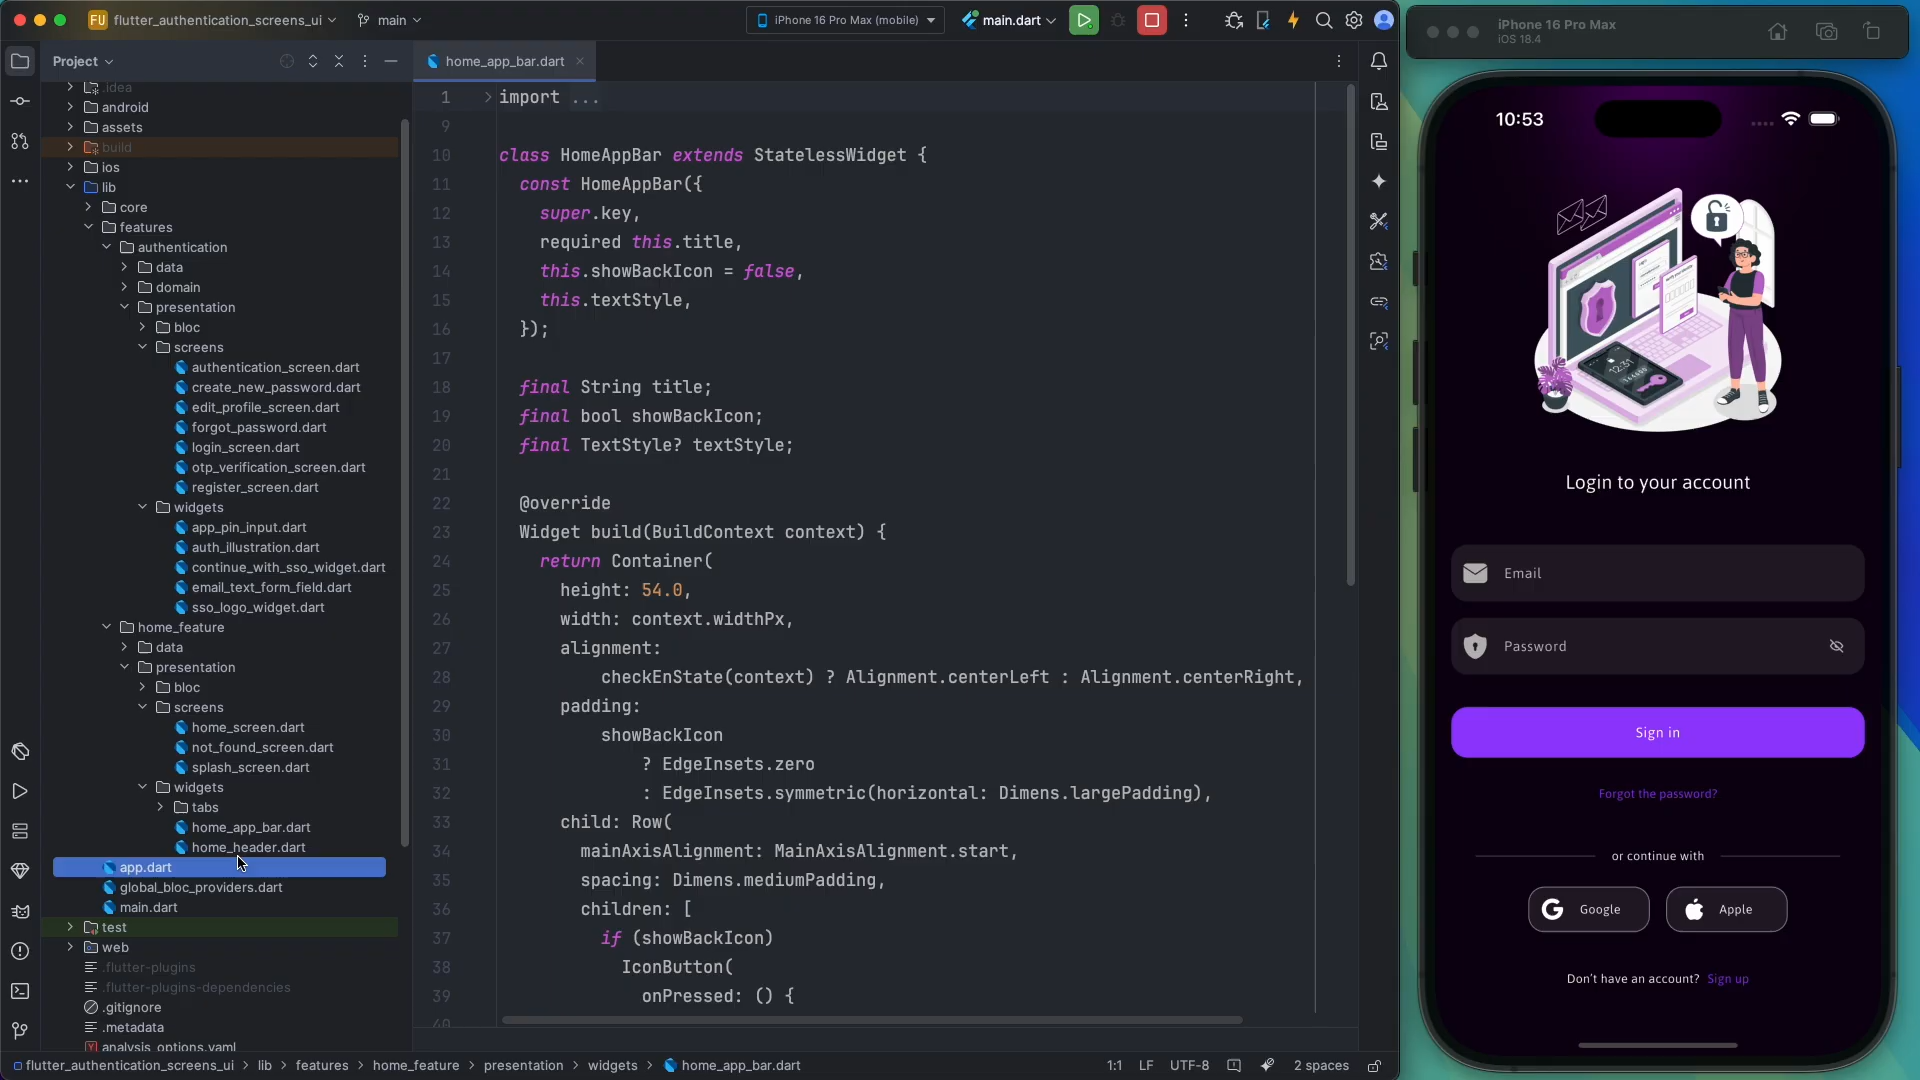 FU flutter_authentication_screens_ui main iPhone 16 Pro Max (mobile) main.dart
Project
.idea
android
assets
build
ios
lib
core
features
authentication
data
domain
presentation
bloc
screens
authentication_screen.dart
create_new_password.dart
edit_profile_screen.dart
forgot_password.dart
login_screen.dart
otp_verification_screen.dart
register_screen.dart
widgets
app_pin_input.dart
auth_illustration.dart
continue_with_sso_widget.dart
email_text_form_field.dart
sso_logo_widget.dart
home_feature
data
presentation
bloc
screens
home_screen.dart
not_found_screen.dart
splash_screen.dart
widgets
tabs
home_app_bar.dart
home_header.dart
app.dart
global_bloc_providers.dart
main.dart
test
web
.flutter-plugins
.flutter-plugins-dependencies
.gitignore
.metadata
analysis_options.yaml
home_app_bar.dart
1 import ...
9
10 class HomeAppBar extends StatelessWidget {
11 const HomeAppBar({
12 super.key,
13 required this.title,
14 this.showBackIcon = false,
15 this.textStyle,
16 });
17
18 final String title;
19 final bool showBackIcon;
20 final TextStyle? textStyle;
21
22 @override
23 Widget build(BuildContext context) {
24 return Container(
25 height: 54.0,
26 width: context.widthPx,
27 alignment:
28 checkEnState(context) ? Alignment.centerLeft : Alignment.centerRight,
29 padding:
30 showBackIcon
31 ? EdgeInsets.zero
32 : EdgeInsets.symmetric(horizontal: Dimens.largePadding),
33 child: Row(
34 mainAxisAlignment: MainAxisAlignment.start,
35 spacing: Dimens.mediumPadding,
36 children: [
37 if (showBackIcon)
38 IconButton(
39 onPressed: () {
40
flutter_authentication_screens_ui > lib > features > home_feature > presentation > widgets > home_app_bar.dart
1:1 LF UTF-8 2 spaces
iPhone 16 Pro Max
iOS 18.4
10:53
12:31
Login to your account
Email
Password
Sign in
Forgot the password?
or continue with
Google
Apple
Don't have an account? Sign up